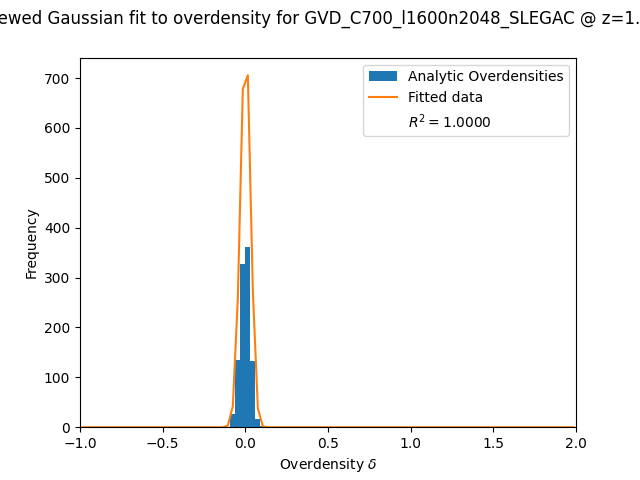 ewed Gaussian fit to overdensity for GVD_C700_l1600n2048_SLEGAC @ z=1.
Analytic Overdensities
Fitted data
R² = 1.0000
Frequency
700
600
500
400
300
200
100
0
−1.0 −0.5 0.0 0.5 1.0 1.5 2.0
Overdensity δ